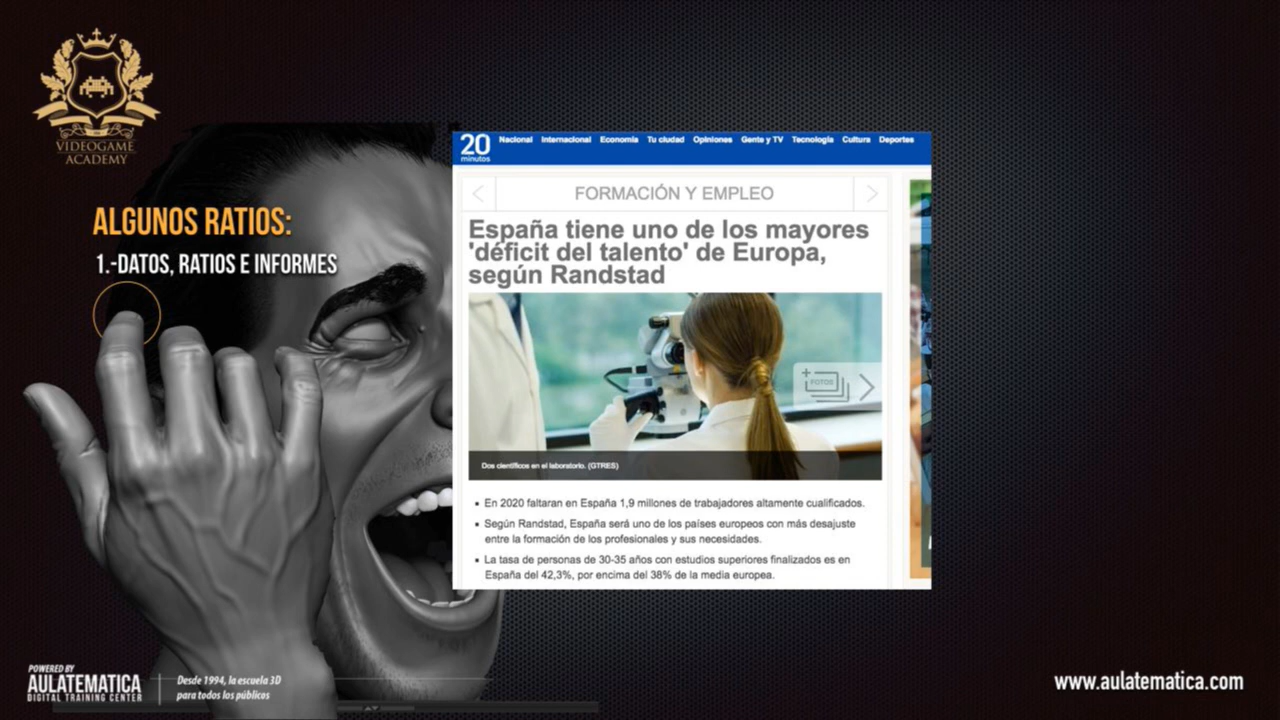 VIDEOGAME
ACADEMY
ALGUNOS RATIOS:
1.-DATOS, RATIOS E INFORMES
20
minutos
Nacional Internacional Economía Tu ciudad Opiniones Gente y TV Tecnología Cultura Deportes
FORMACIÓN Y EMPLEO
España tiene uno de los mayores
'déficit del talento' de Europa,
según Randstad
FOTOS
Dos científicos en el laboratorio. (GTRES)
En 2020 faltaran en España 1,9 millones de trabajadores altamente cualificados.
Según Randstad, España será uno de los países europeos con más desajuste
entre la formación de los profesionales y sus necesidades.
La tasa de personas de 30-35 años con estudios superiores finalizados es en
España del 42,3%, por encima del 38% de la media europea.
POWERED BY
AULATEMATICA
DIGITAL TRAINING CENTER
Desde 1994, la escuela 3D
para todos los públicos
www.aulatematica.com